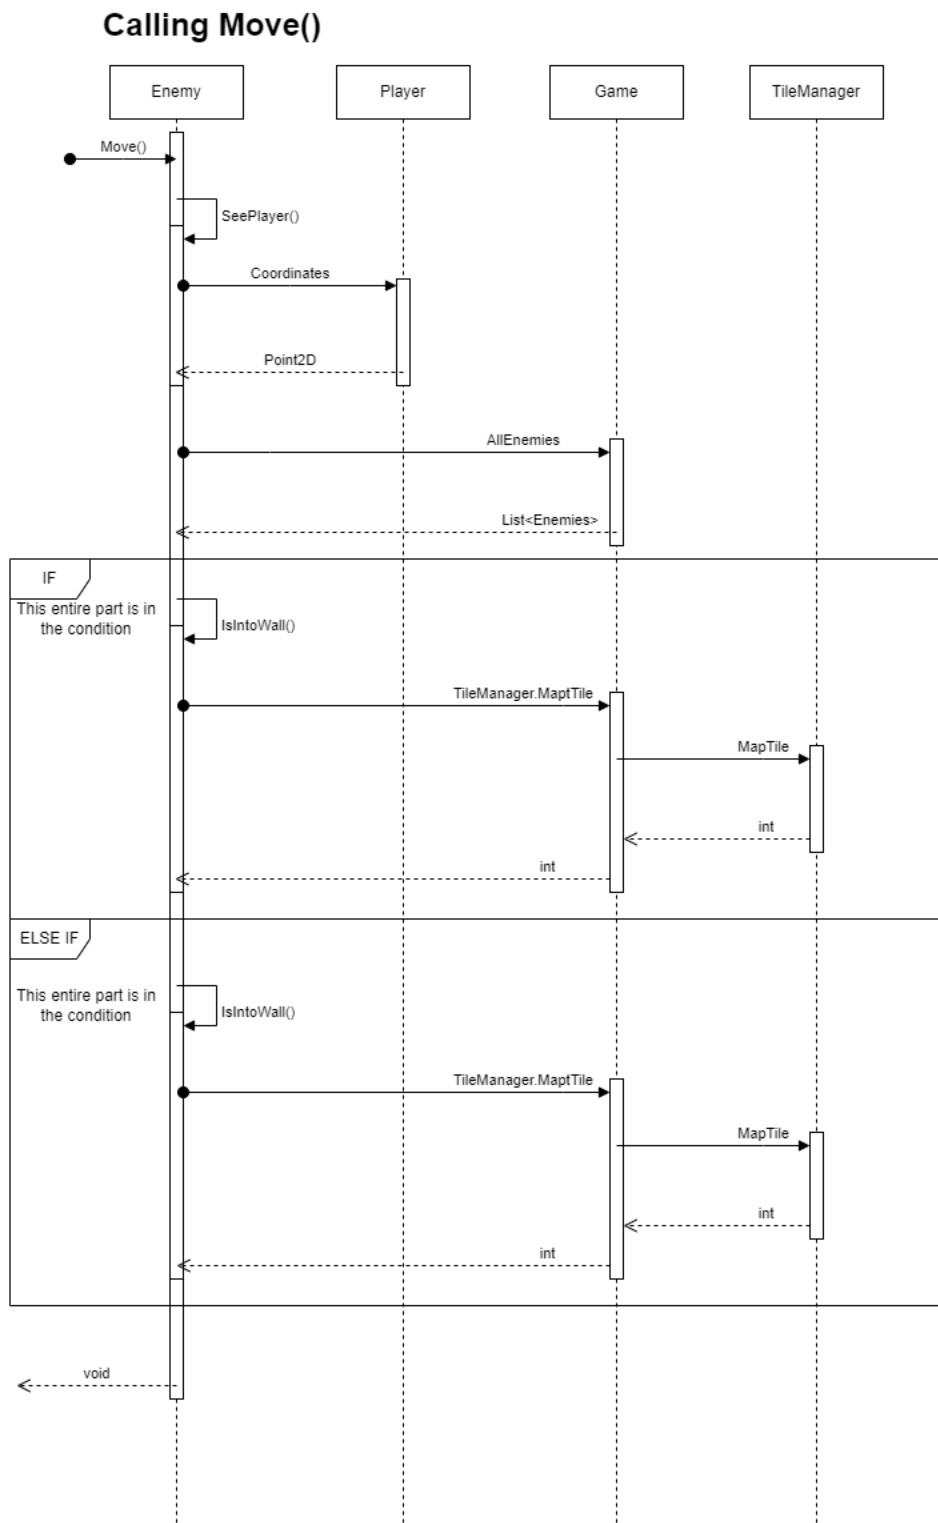 Calling Move()
Enemy
Player
Game
TileManager
Move()
SeePlayer()
Coordinates
Point2D
AllEnemies
List<Enemies>
IF
This entire part is in
the condition
IsIntoWall()
TileManager.MaptTile
MapTile
int
int
ELSE IF
This entire part is in
the condition
IsIntoWall()
TileManager.MaptTile
MapTile
int
int
void